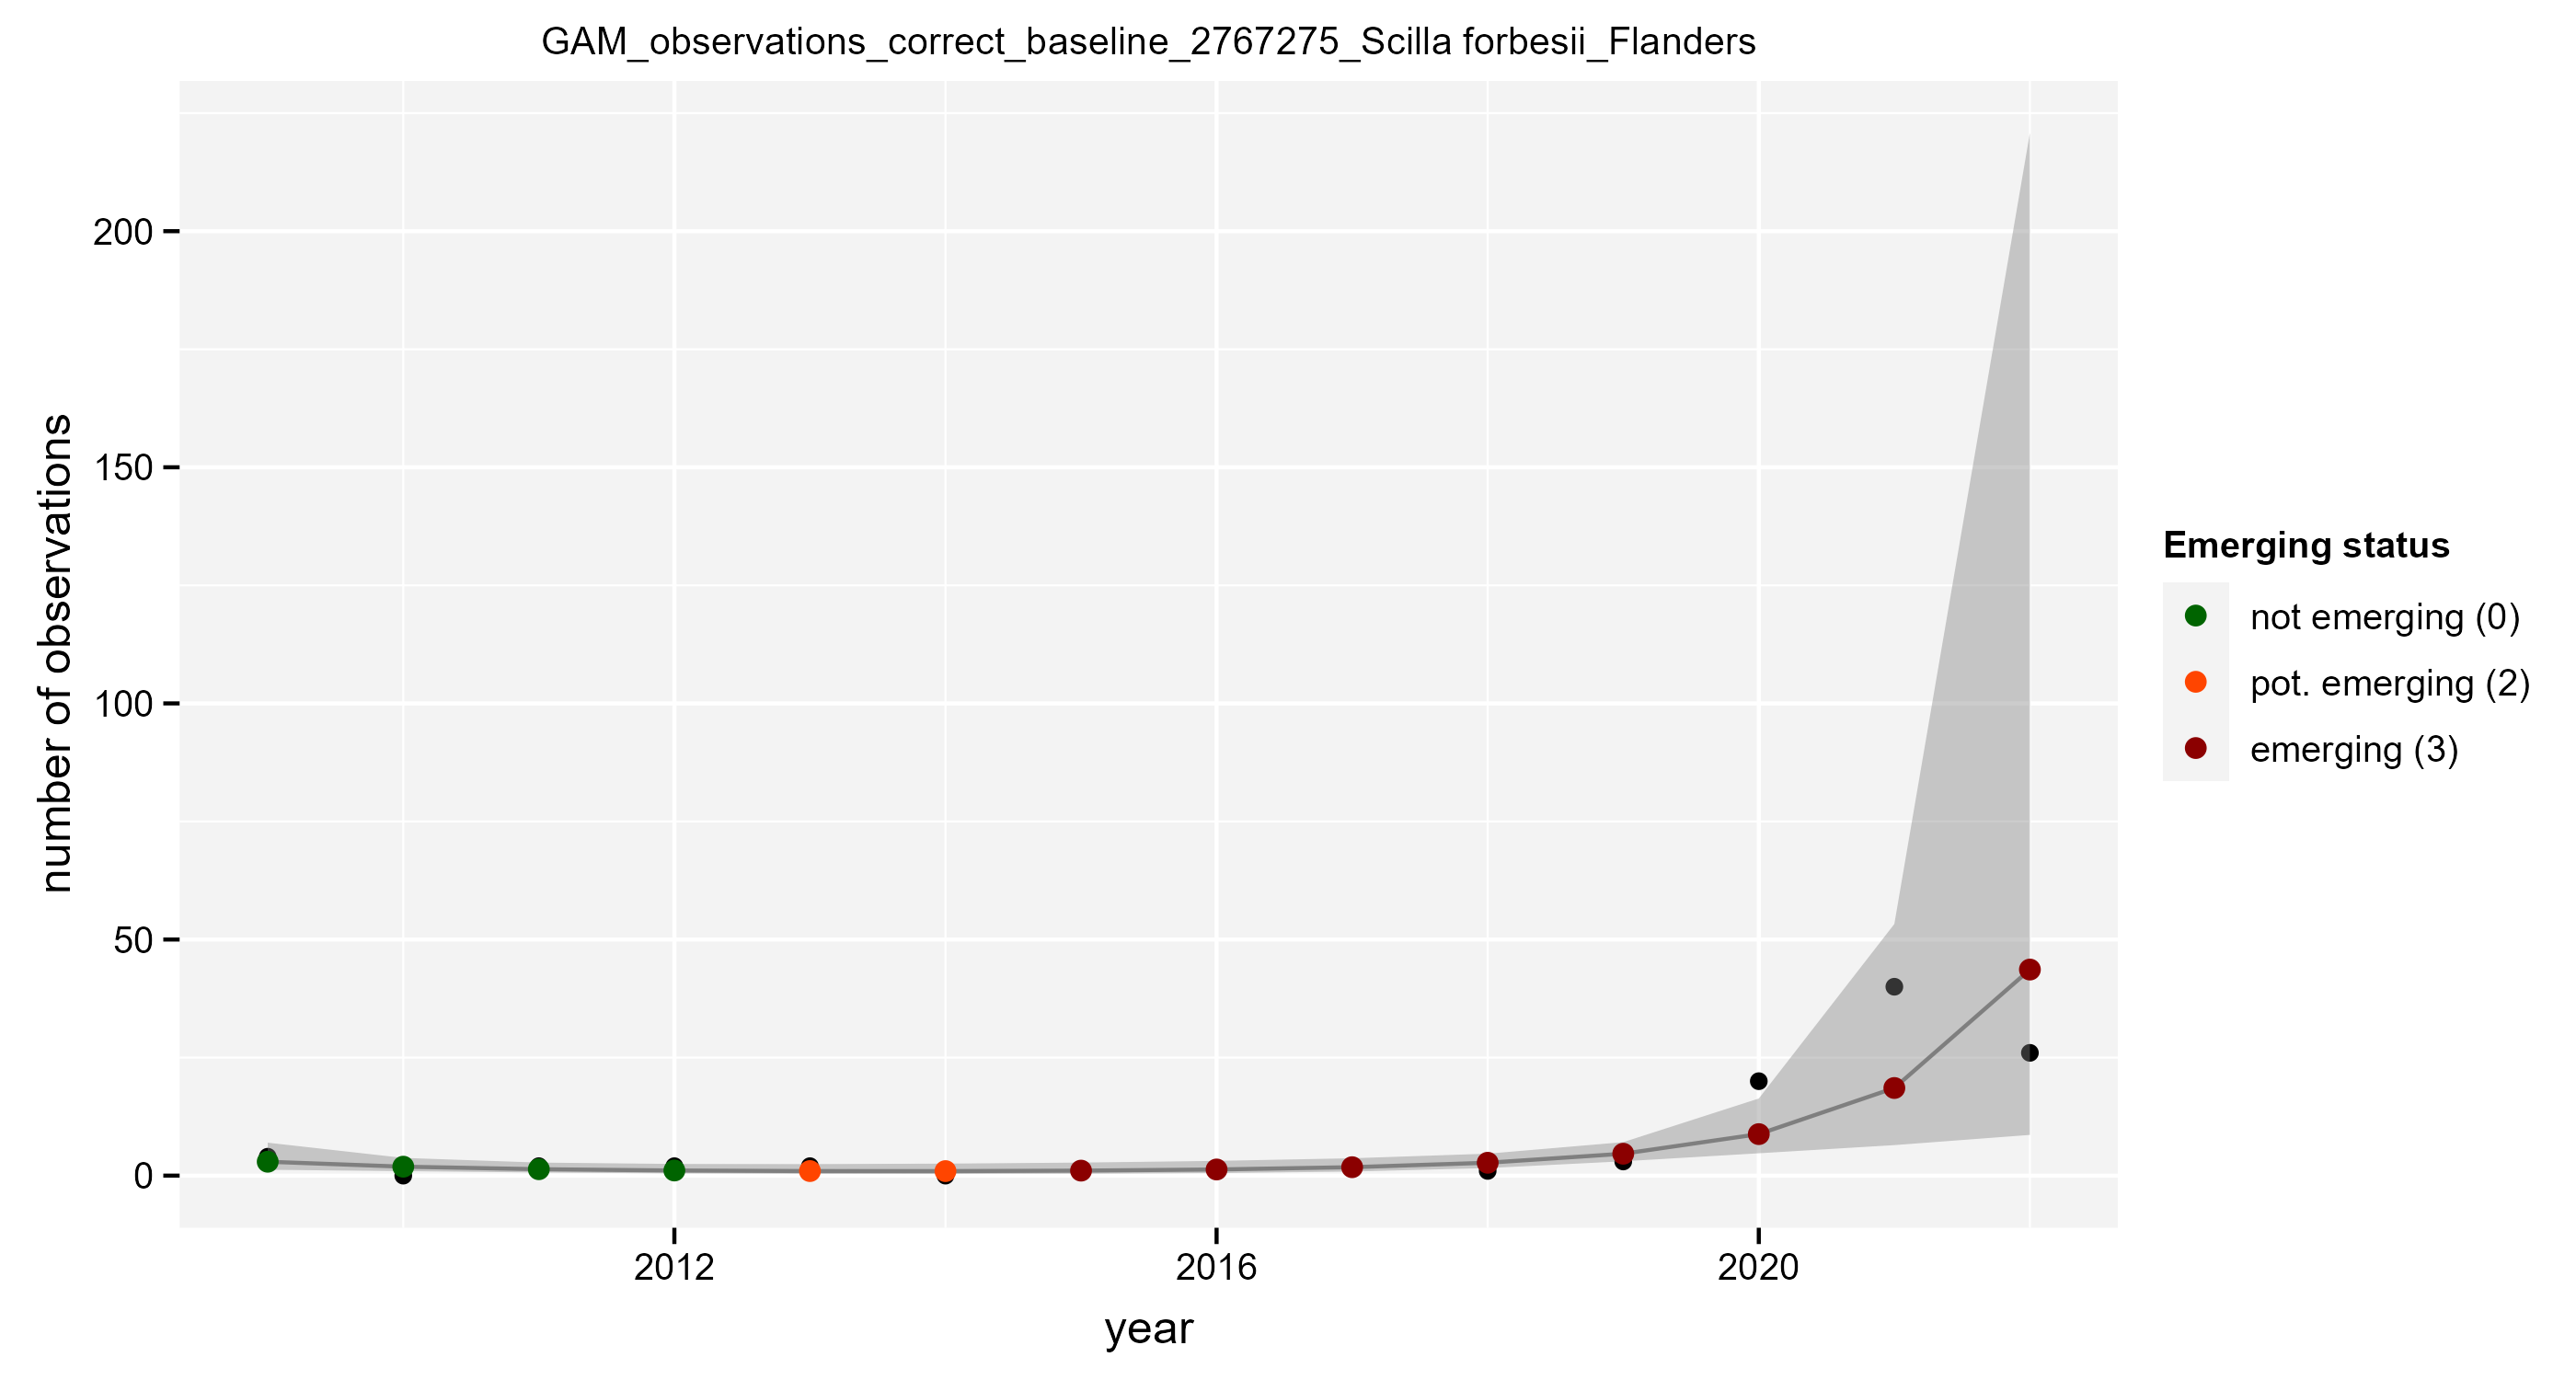 GAM_observations_correct_baseline_2767275_Scilla forbesii_Flanders
number of observations
200
150
100
50
0
2012
2016
2020
year
Emerging status
not emerging (0)
pot. emerging (2)
emerging (3)